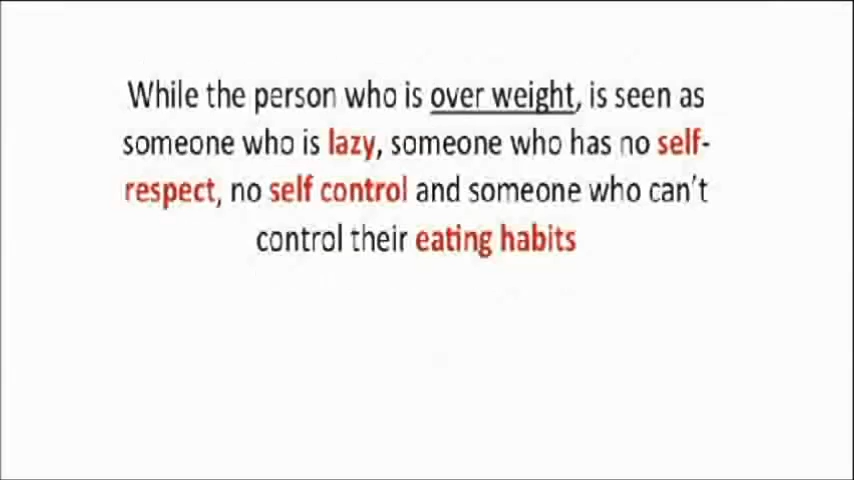 While the person who is over weight, is seen as
someone who is lazy, someone who has no self-
respect, no self control and someone who can't
control their eating habits